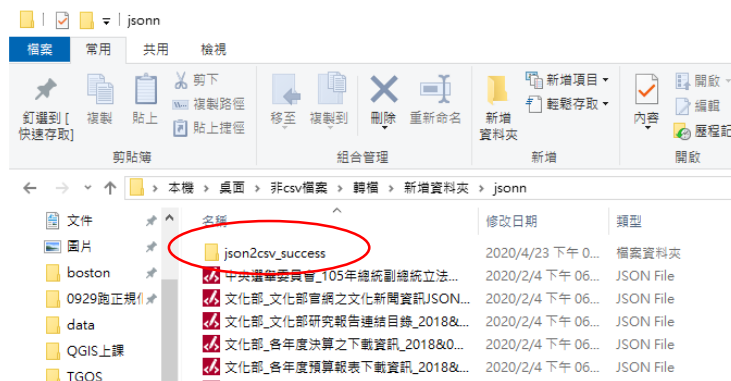 jsonn
檔案 常用 共用 檢視
釘選到 [快速存取]
複製
貼上
剪下
複製路徑
貼上捷徑
移至
複製到
刪除
重新命名
新增資料夾
新增項目
輕鬆存取
內容
開啟
編輯
歷程記
剪貼簿 組合管理 新增 開啟
本機 > 桌面 > 非csv檔案 > 轉檔 > 新增資料夾 > jsonn
名稱 修改日期 類型
文件
圖片
boston
0929跑正規化
data
QGIS上課
TGOS
json2csv_success 2020/4/23 下午 0... 檔案資料夾
中央選舉委員會_105年總統副總統立法... 2020/2/4 下午 06... JSON File
文化部_文化部官網之文化新聞資訊JSON... 2020/2/4 下午 06... JSON File
文化部_文化部研究報告連結目錄_2018&... 2020/2/4 下午 06... JSON File
文化部_各年度決算之下載資訊_2018&0... 2020/2/4 下午 06... JSON File
文化部_各年度預算報表下載資訊_2018&... 2020/2/4 下午 06... JSON File